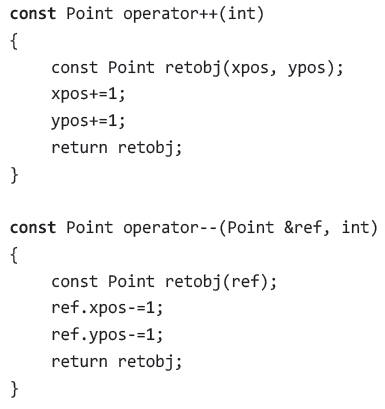 const Point operator++(int)
{
    const Point retobj(xpos, ypos);
    xpos+=1;
    ypos+=1;
    return retobj;
}

const Point operator--(Point &ref, int)
{
    const Point retobj(ref);
    ref.xpos-=1;
    ref.ypos-=1;
    return retobj;
}